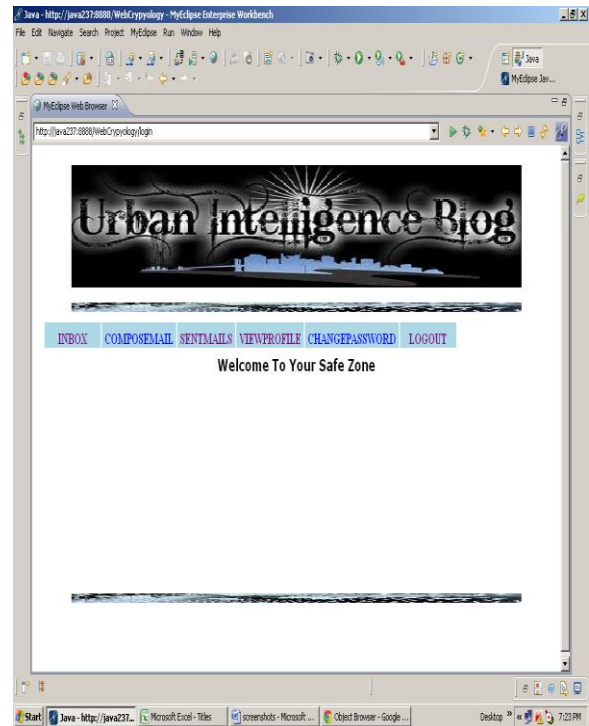 Java - http://java237:8888/WebCrypyology - MyEclipse Enterprise Workbench
File Edit Navigate Search Project MyEclipse Run Window Help
Java
MyEclipse Jav...
MyEclipse Web Browser
http://java237:8888/WebCrypyology/login
Urban Intelligence Blog
INBOX COMPOSEMAIL SENTMAILS VIEWPROFILE CHANGEPASSWORD LOGOUT
Welcome To Your Safe Zone
Start Java - http://java237... Microsoft Excel - Titles screenshots - Microsoft ... Object Browser - Google ... Desktop » « 7:23 PM